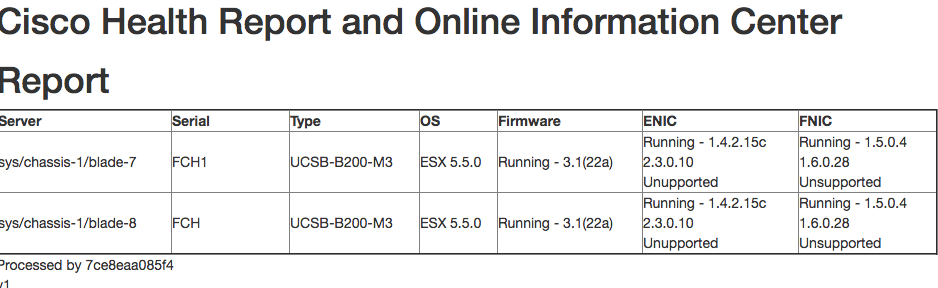 Cisco Health Report and Online Information Center
Report
Server Serial Type OS Firmware ENIC FNIC
sys/chassis-1/blade-7 FCH1 UCSB-B200-M3 ESX 5.5.0 Running - 3.1(22a) Running - 1.4.2.15c Running - 1.5.0.4
2.3.0.10 1.6.0.28
Unupported Unsupported
sys/chassis-1/blade-8 FCH UCSB-B200-M3 ESX 5.5.0 Running - 3.1(22a) Running - 1.4.2.15c Running - 1.5.0.4
2.3.0.10 1.6.0.28
Unupported Unsupported
Processed by 7ce8eaa085f4
v1